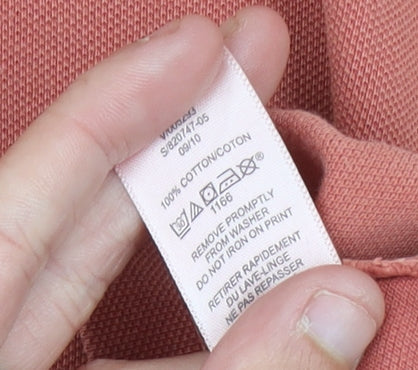 S/820747-05
09/10
100% COTTON/COTON
30
®
1166
REMOVE PROMPTLY
FROM WASHER
DO NOT IRON ON PRINT
RETIRER RAPIDEMENT
DU LAVE-LINGE
NE PAS REPASSER